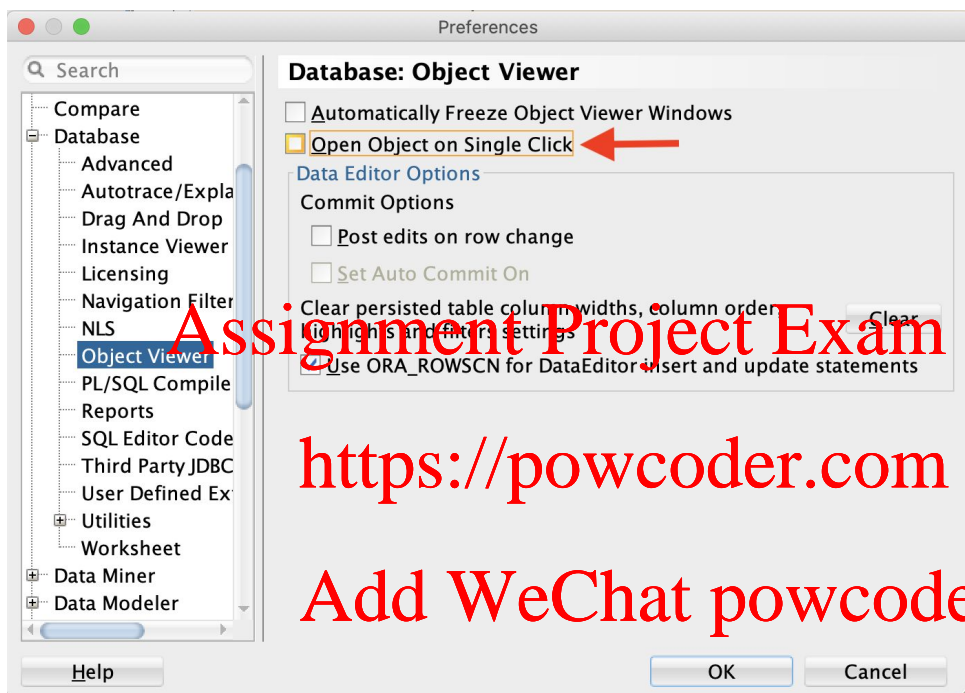 Preferences
Search
Database: Object Viewer
Compare
Database
Advanced
Autotrace/Expla
Drag And Drop
Instance Viewer
Licensing
Navigation Filter
NLS
Object Viewer
PL/SQL Compile
Reports
SQL Editor Code
Third Party JDBC
User Defined Ex
Utilities
Worksheet
Data Miner
Data Modeler
Automatically Freeze Object Viewer Windows
Open Object on Single Click
Data Editor Options
Commit Options
Post edits on row change
Set Auto Commit On
Clear persisted table column widths, column order,
highlights and filters settings
Clear
Use ORA_ROWSCN for DataEditor insert and update statements
Assignment Project Exam
https://powcoder.com
Add WeChat powcode
Help
OK
Cancel